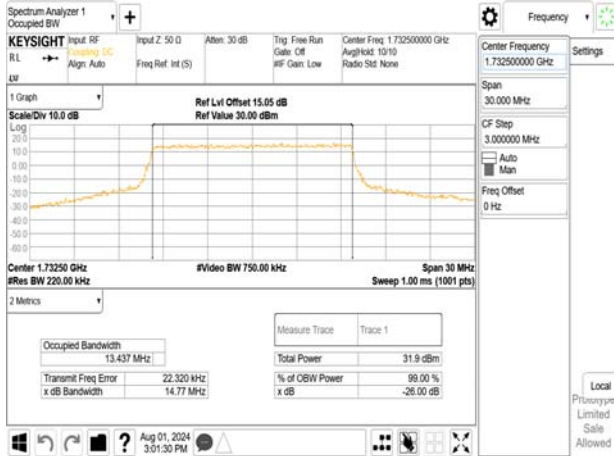 Spectrum Analyzer 1
Occupied BW
+
Frequency
KEYSIGHT
RL
Input: RF
Coupling: DC
Align: Auto
Input Z: 50 Ω
Freq Ref: Int (S)
Atten: 30 dB
Trig: Free Run
Gate: Off
#IF Gain: Low
Center Freq: 1.732500000 GHz
Avg|Hold: 10/10
Radio Std: None
1 Graph
Scale/Div 10.0 dB
Ref Lvl Offset 15.05 dB
Ref Value 30.00 dBm
Log
20.0
10.0
0.00
-10.0
-20.0
-30.0
-40.0
-50.0
-60.0
Center 1.73250 GHz
#Res BW 220.00 kHz
#Video BW 750.00 kHz
Span 30 MHz
Sweep 1.00 ms (1001 pts)
2 Metrics
Measure Trace Trace 1
Occupied Bandwidth
13.437 MHz
Total Power 31.9 dBm
Transmit Freq Error 22.320 kHz
% of OBW Power 99.00 %
x dB Bandwidth 14.77 MHz
x dB -26.00 dB
Aug 01, 2024
3:01:30 PM
?
Center Frequency
1.732500000 GHz
Settings
Span
30.000 MHz
CF Step
3.000000 MHz
Auto
Man
Freq Offset
0 Hz
Local
Prototype
Limited
Sale
Allowed